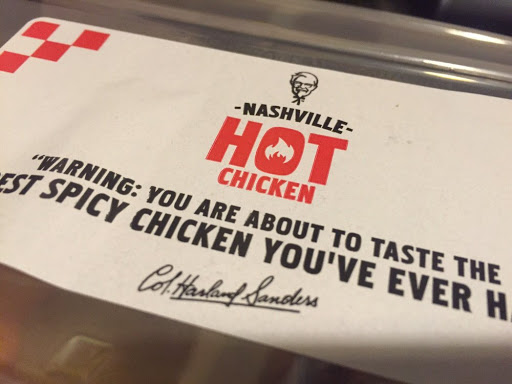 -NASHVILLE-
HOT
CHICKEN
"WARNING: YOU ARE ABOUT TO TASTE THE
SPICY CHICKEN YOU'VE EVER
Col. Harland Sanders